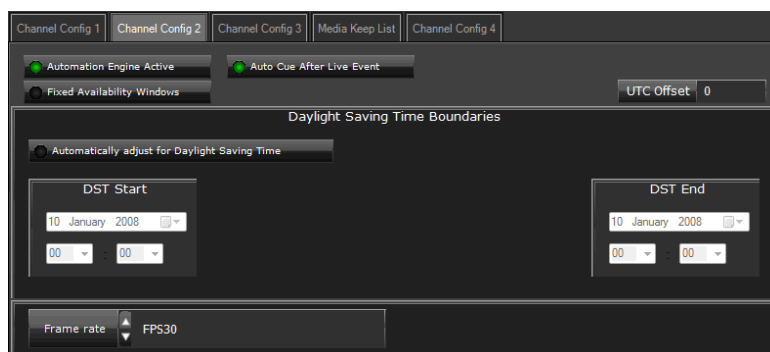 Channel Config 1 Channel Config 2 Channel Config 3 Media Keep List Channel Config 4
Automation Engine Active Auto Cue After Live Event
Fixed Availability Windows UTC Offset 0
Daylight Saving Time Boundaries
Automatically adjust for Daylight Saving Time
DST Start DST End
10 January 2008 10 January 2008
00 : 00 00 : 00
Frame rate FPS30